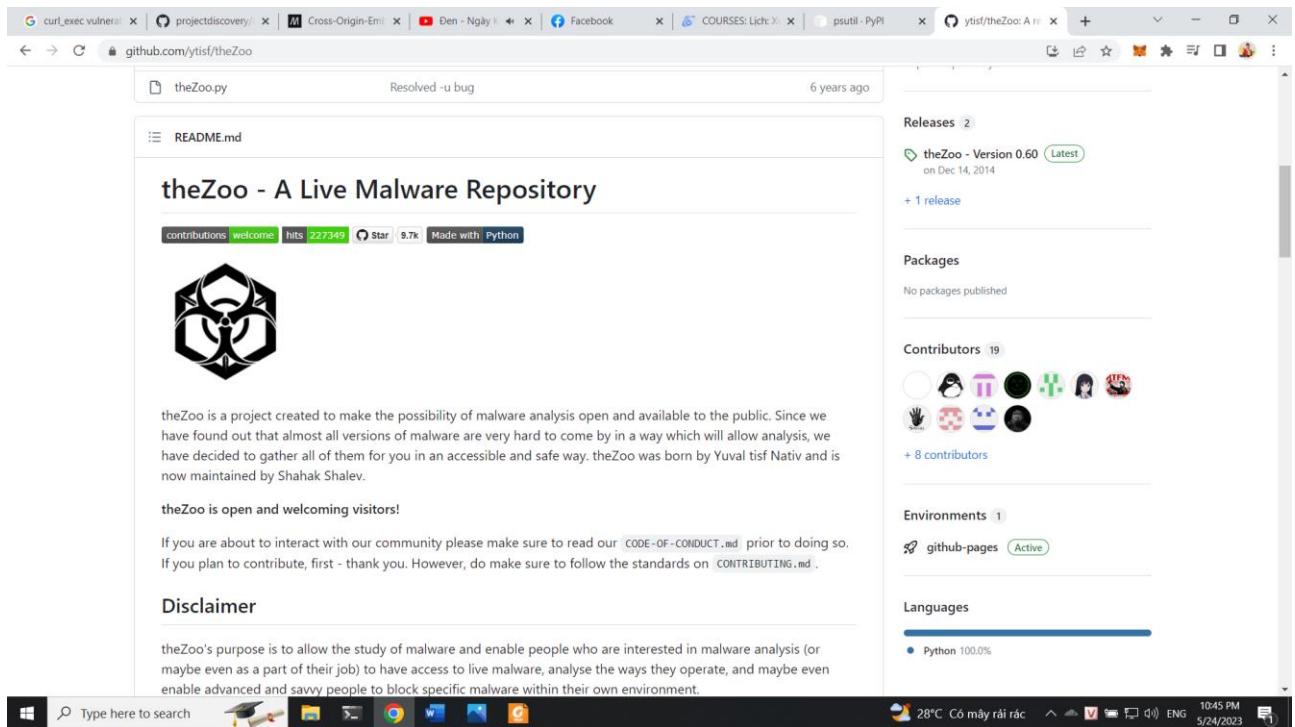 curl_exec vulnerat
projectdiscovery/
Cross-Origin-Em
Đen - Ngày
Facebook
COURSES: Lịch: X
psutil · PyPI
ytisf/theZoo: A re
github.com/ytisf/theZoo
theZoo.py Resolved -u bug 6 years ago
README.md
theZoo - A Live Malware Repository
contributions welcome hits 227349 Star 9.7k Made with Python
theZoo is a project created to make the possibility of malware analysis open and available to the public. Since we
have found out that almost all versions of malware are very hard to come by in a way which will allow analysis, we
have decided to gather all of them for you in an accessible and safe way. theZoo was born by Yuval tisf Nativ and is
now maintained by Shahak Shalev.
theZoo is open and welcoming visitors!
If you are about to interact with our community please make sure to read our CODE-OF-CONDUCT.md prior to doing so.
If you plan to contribute, first - thank you. However, do make sure to follow the standards on CONTRIBUTING.md .
Disclaimer
theZoo's purpose is to allow the study of malware and enable people who are interested in malware analysis (or
maybe even as a part of their job) to have access to live malware, analyse the ways they operate, and maybe even
enable advanced and savvy people to block specific malware within their own environment.
Releases 2
theZoo - Version 0.60 Latest
on Dec 14, 2014
+ 1 release
Packages
No packages published
Contributors 19
+ 8 contributors
Environments 1
github-pages Active
Languages
Python 100.0%
Type here to search
28°C Có mây rải rác
ENG
10:45 PM
5/24/2023